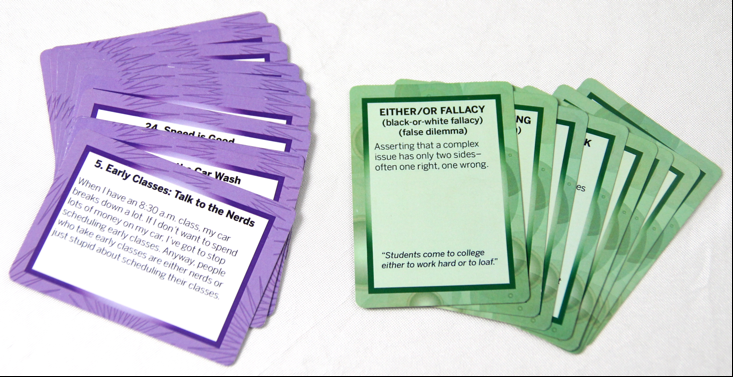 24. Speed is Good
the Car Wash
5. Early Classes: Talk to the Nerds
When I have an 8:30 a.m. class, my car
breaks down a lot. If I don't want to spend
lots of money on my car, I've got to stop
scheduling early classes. Anyway, people
who take early classes are either nerds or
just stupid about scheduling their classes.
EITHER/OR FALLACY
(black-or-white fallacy)
(false dilemma)
Asserting that a complex
issue has only two sides–
often one right, one wrong.
"Students come to college
either to work hard or to loaf."
NG
K
es